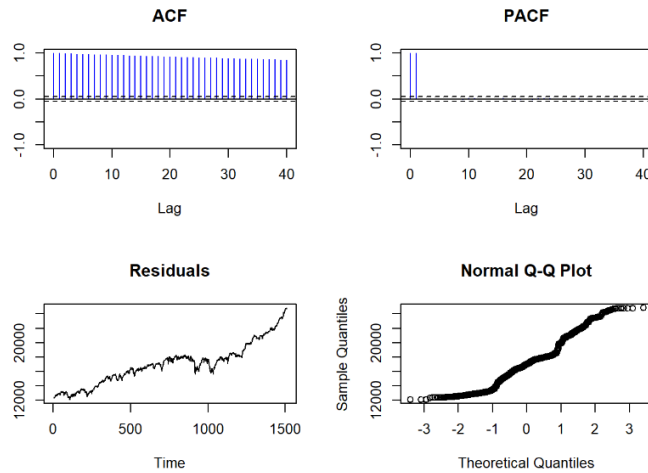 ACF
1.0
0.0
-1.0
0 10 20 30 40
Lag
PACF
1.0
0.0
-1.0
0 10 20 30 40
Lag
Residuals
20000
12000
0 500 1000 1500
Time
Normal Q-Q Plot
Sample Quantiles
20000
12000
-3 -2 -1 0 1 2 3
Theoretical Quantiles